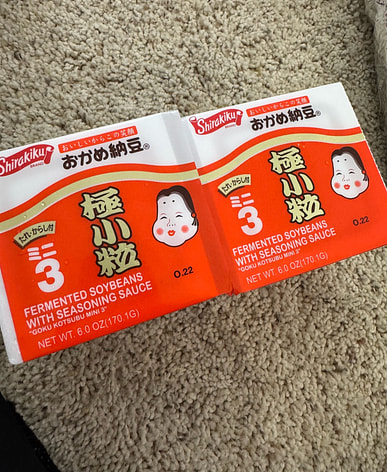 Shirakiku
BRAND
おいしいからこの笑顔
おかめ納豆®
極小粒
たれ・からし付
ミニ
3
0.22
FERMENTED SOYBEANS
WITH SEASONING SAUCE
"GOKU KOTSUBU MINI 3"
NET WT. 6.0 OZ(170.1G)
Shirakiku
BRAND
おいしいからこの笑顔
おかめ納豆®
極小粒
たれ・からし付
ミニ
3
0.22
FERMENTED SOYBEANS
WITH SEASONING SAUCE
"GOKU KOTSUBU MINI 3"
NET WT. 6.0 OZ(170.1G)